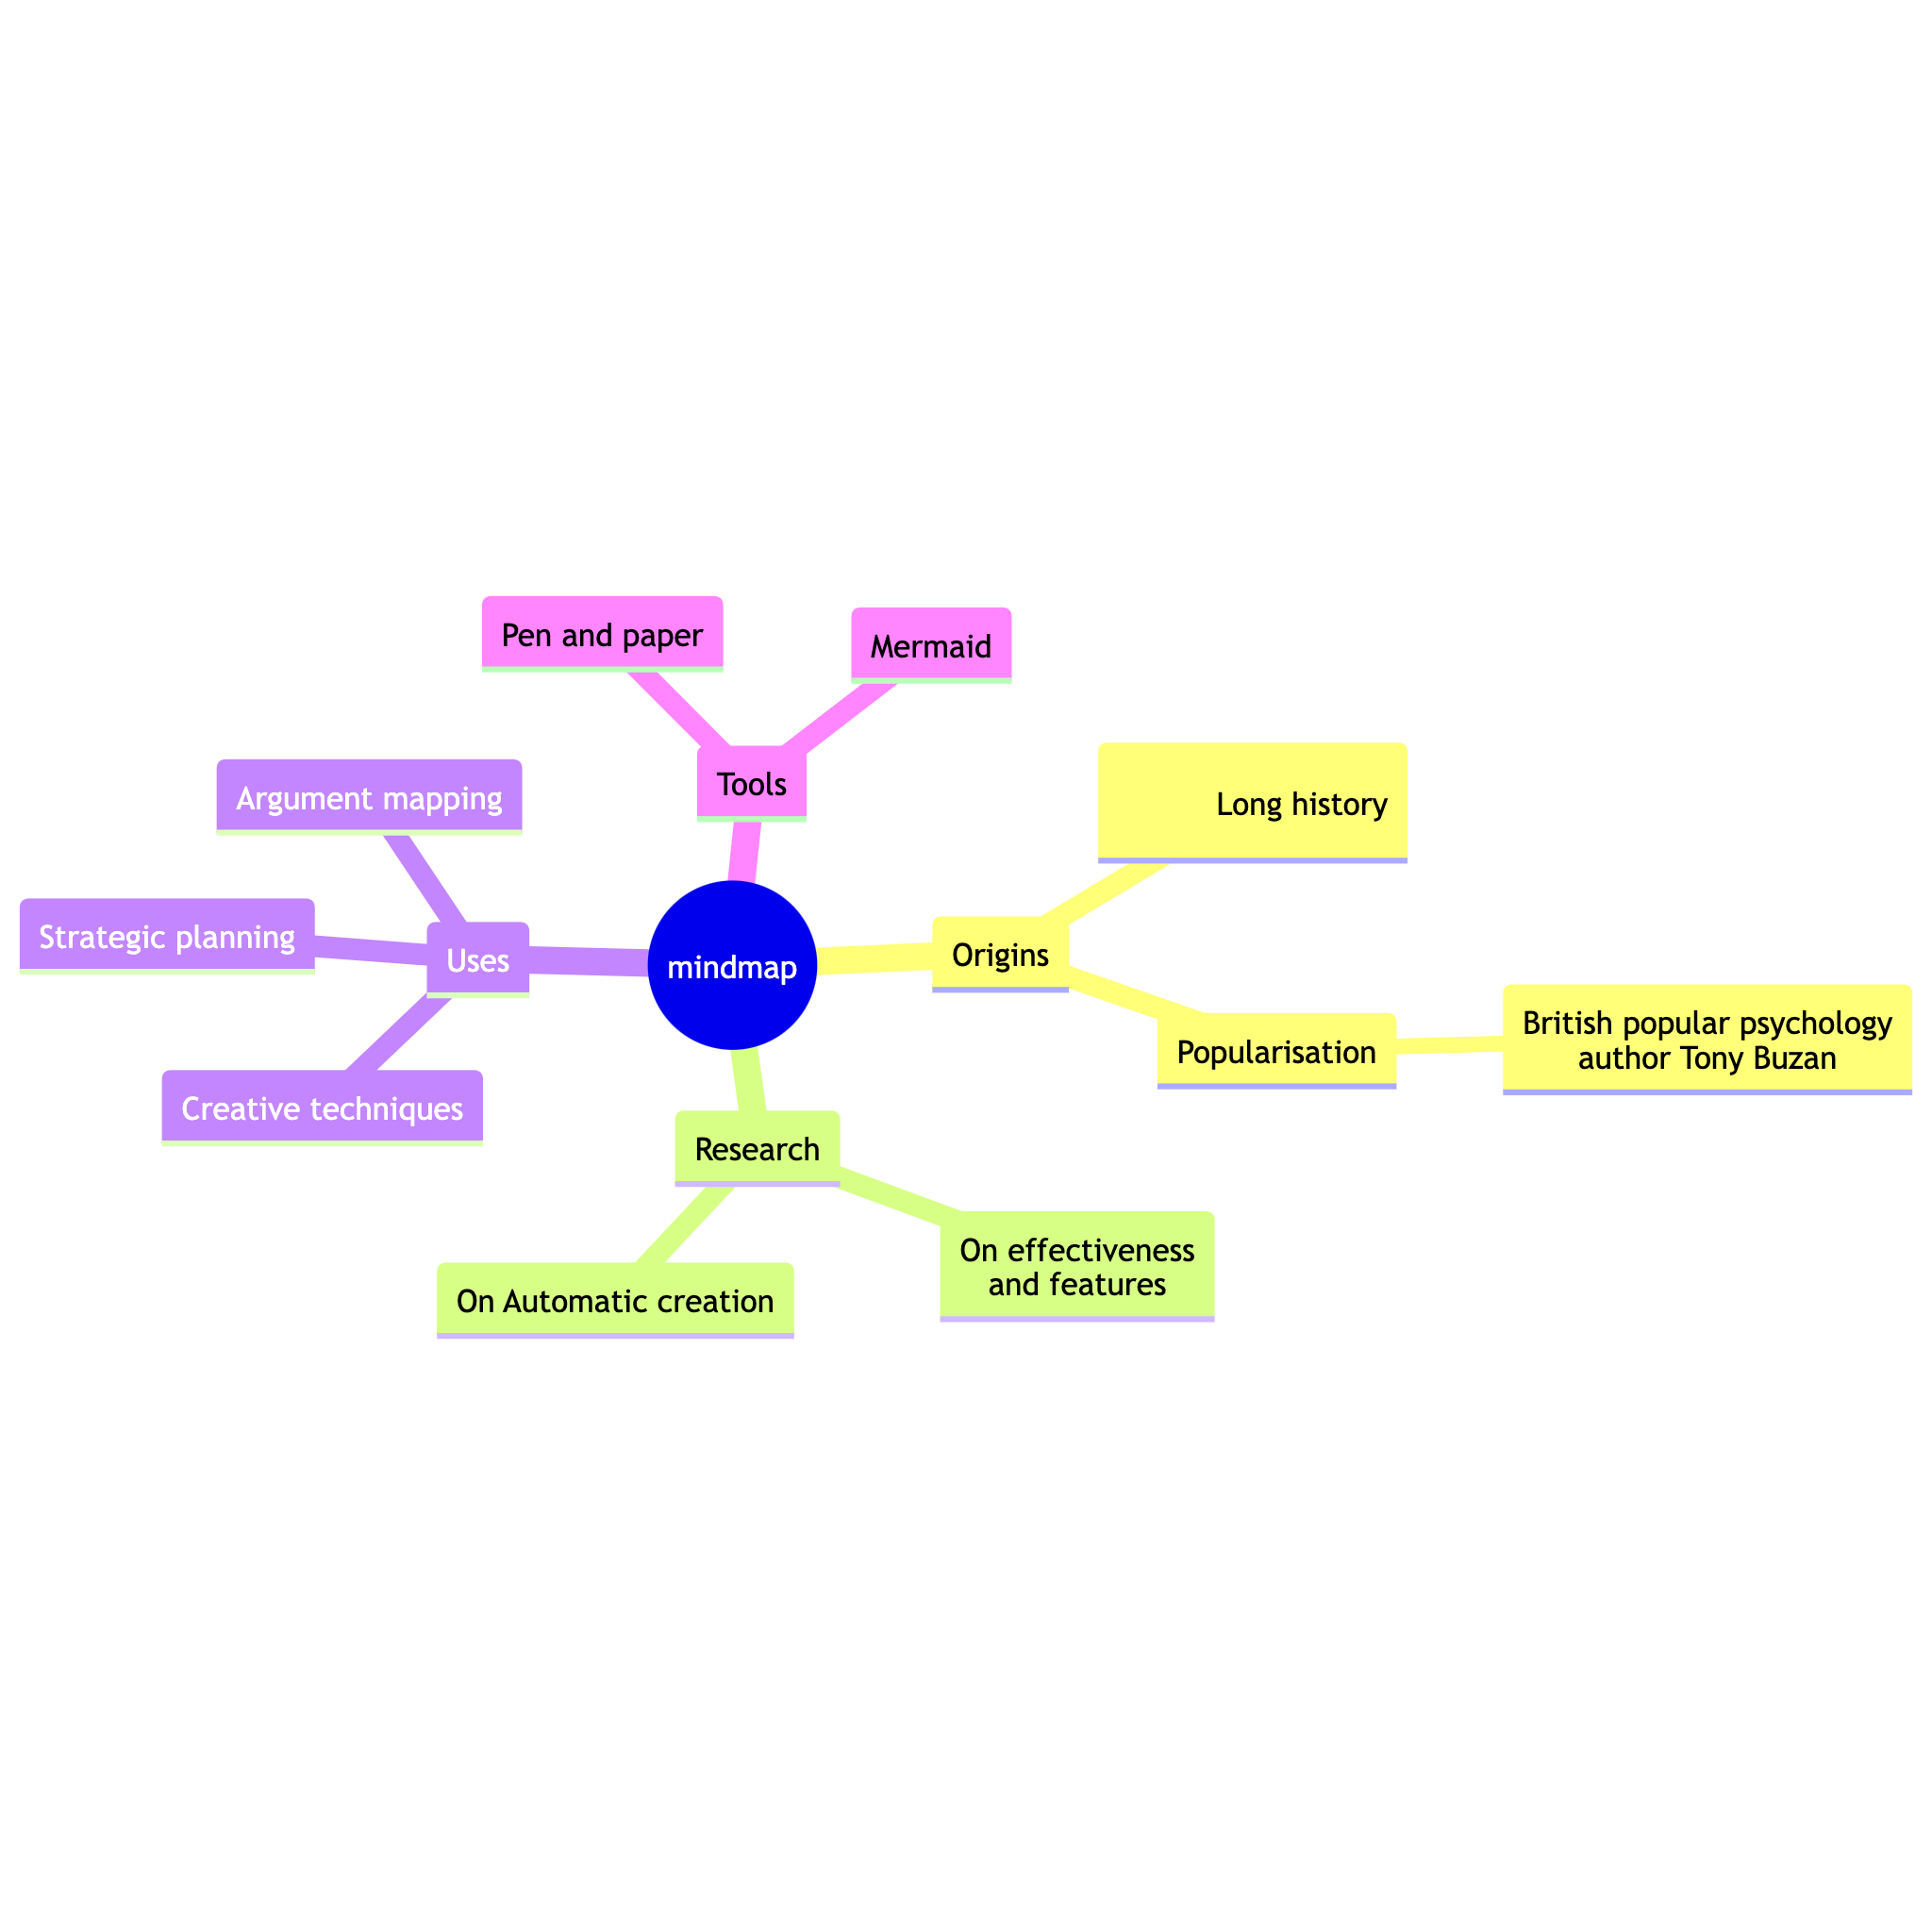 Pen and paper
Mermaid
Tools
Argument mapping
Long history
Strategic planning
Uses
mindmap
Origins
British popular psychology
author Tony Buzan
Popularisation
Creative techniques
Research
On effectiveness
and features
On Automatic creation